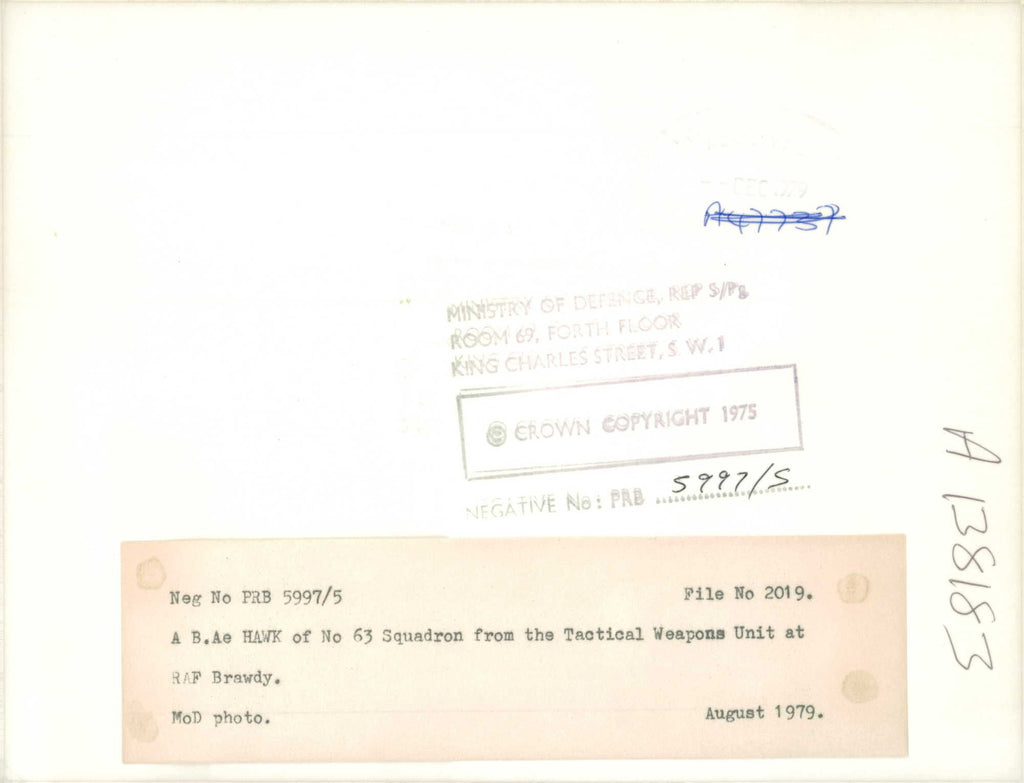 DEC 1979
A47737
MINISTRY OF DEFENCE, REP S/PB
ROOM 69, FORTH FLOOR
KING CHARLES STREET, S.W.1
© CROWN COPYRIGHT 1975
NEGATIVE No: PRB 5997/5
A 138183
Neg No PRB 5997/5 File No 2019.
A B.Ae HAWK of No 63 Squadron from the Tactical Weapons Unit at
RAF Brawdy.
MoD photo. August 1979.